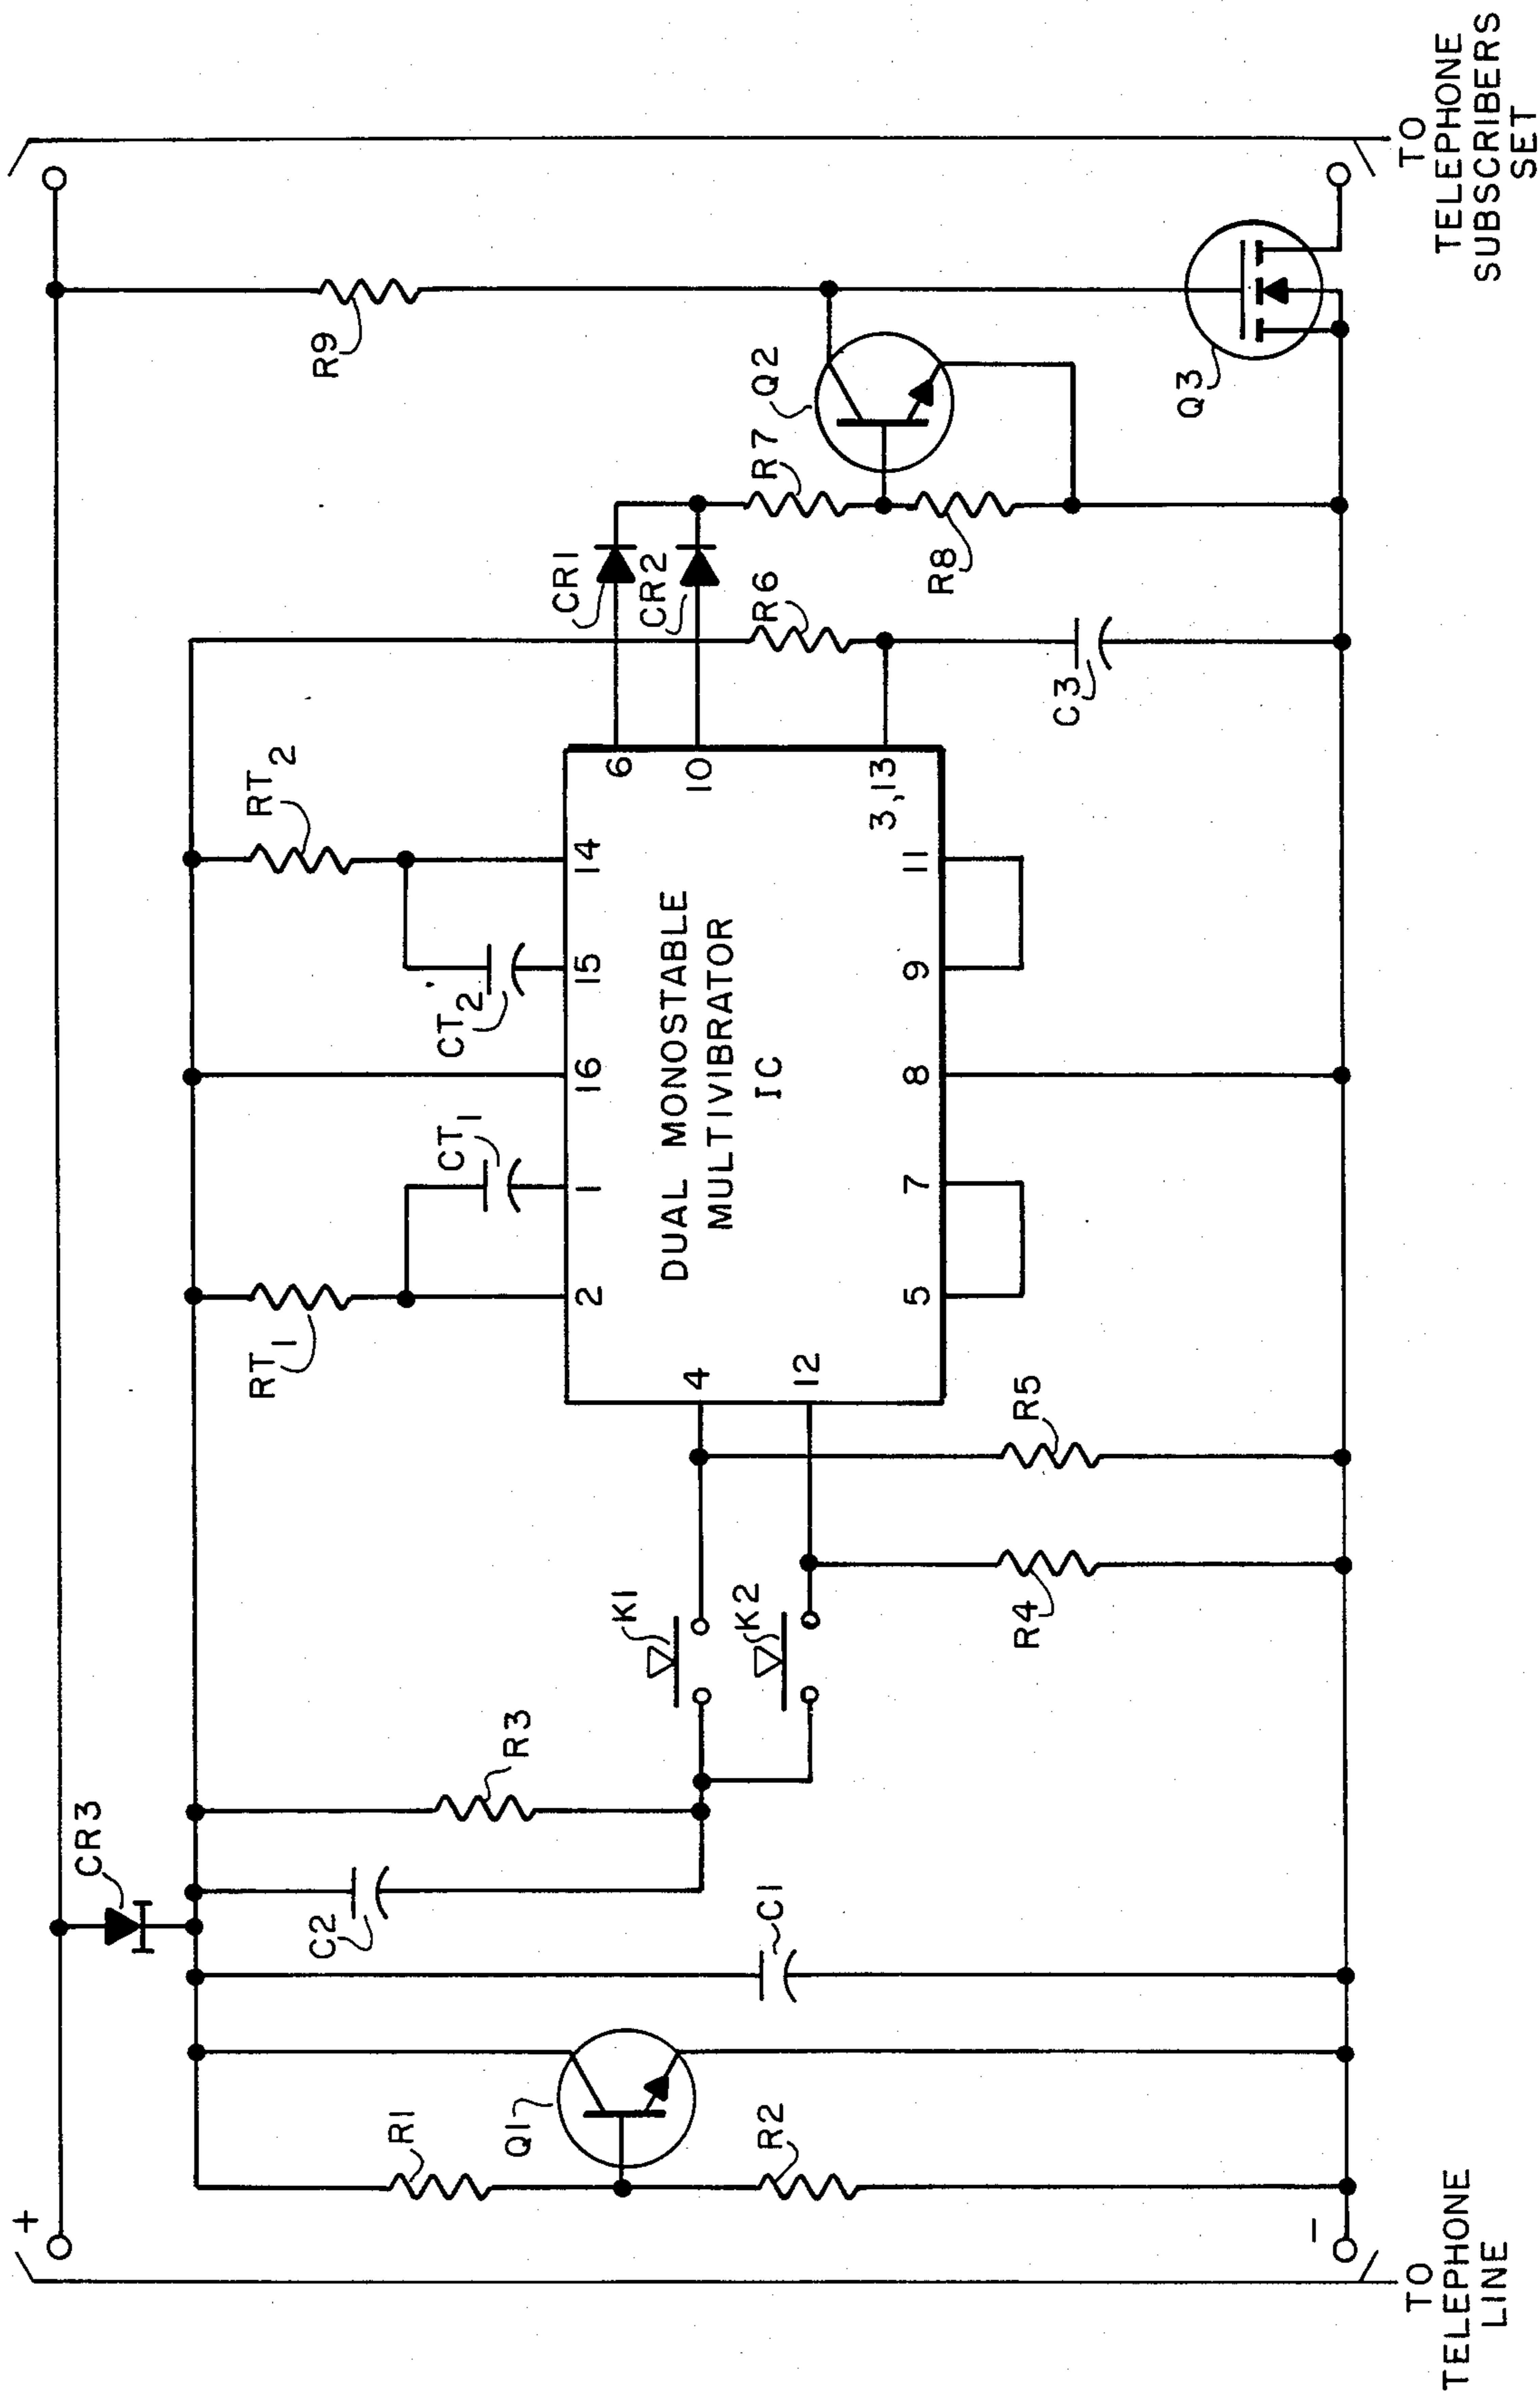 +
-
TO
TELEPHONE
LINE
R1
Q1
R2
C1
CR3
C2
R3
K1
K2
R4
R5
RT1
CT1
CT2
RT2
4
12
2
1
16
15
14
DUAL MONOSTABLE
MULTIVIBRATOR
IC
5
7
8
9
11
6
10
3,13
CR1
CR2
R6
C3
R7
R8
Q2
R9
Q3
TO
TELEPHONE
SUBSCRIBERS
SET